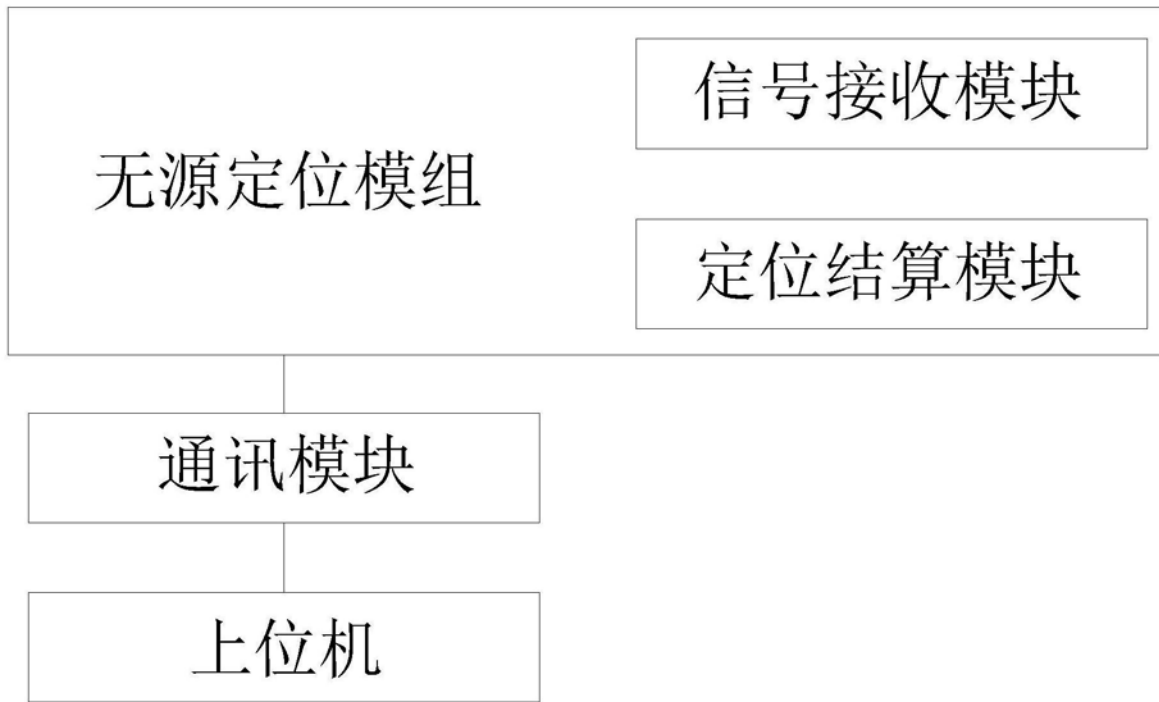 信号接收模块
无源定位模组
定位结算模块
通讯模块
上位机